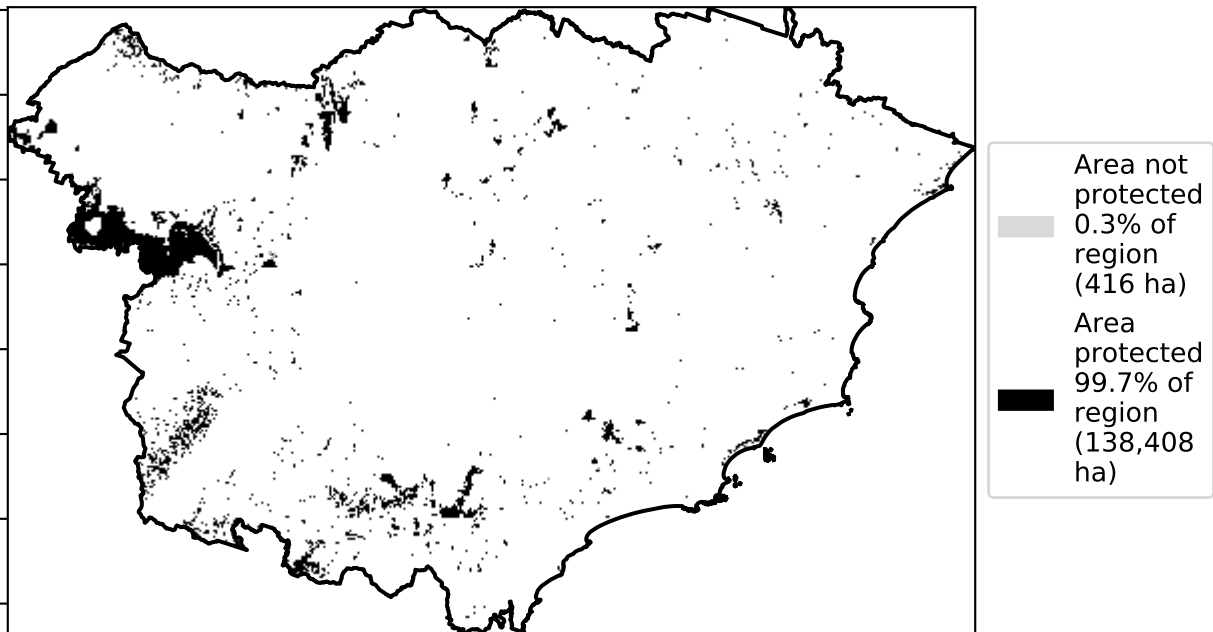 Area not
protected
0.3% of
region
(416 ha)
Area
protected
99.7% of
region
(138,408
ha)